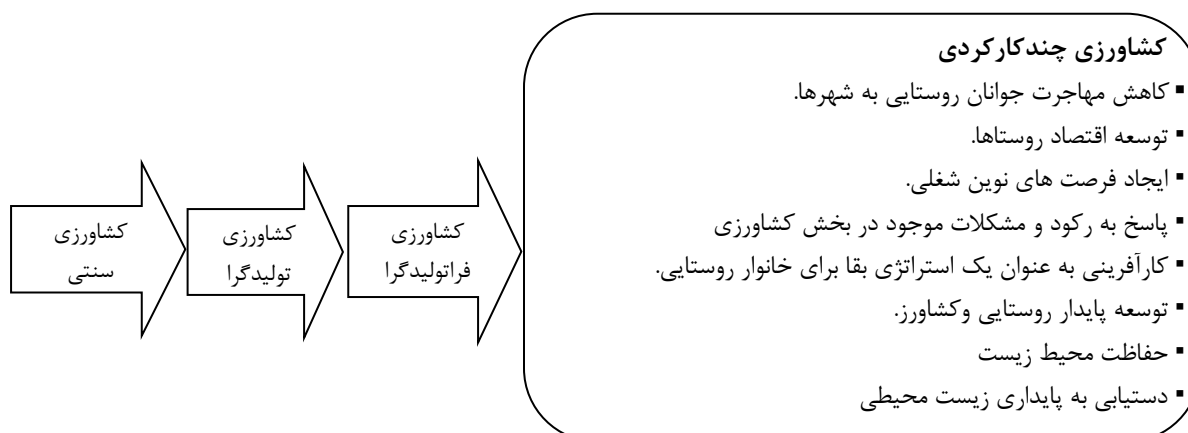 کشاورزی چندکارکردی
▪ کاهش مهاجرت جوانان روستایی به شهرها.
▪ توسعه اقتصاد روستاها.
▪ ایجاد فرصت های نوین شغلی.
▪ پاسخ به رکود و مشکلات موجود در بخش کشاورزی
▪ کارآفرینی به عنوان یک استراتژی بقا برای خانوار روستایی.
▪ توسعه پایدار روستایی وکشاورز.
▪ حفاظت محیط زیست
▪ دستیابی به پایداری زیست محیطی
کشاورزی
فراتولیدگرا
کشاورزی
تولیدگرا
کشاورزی
سنتی